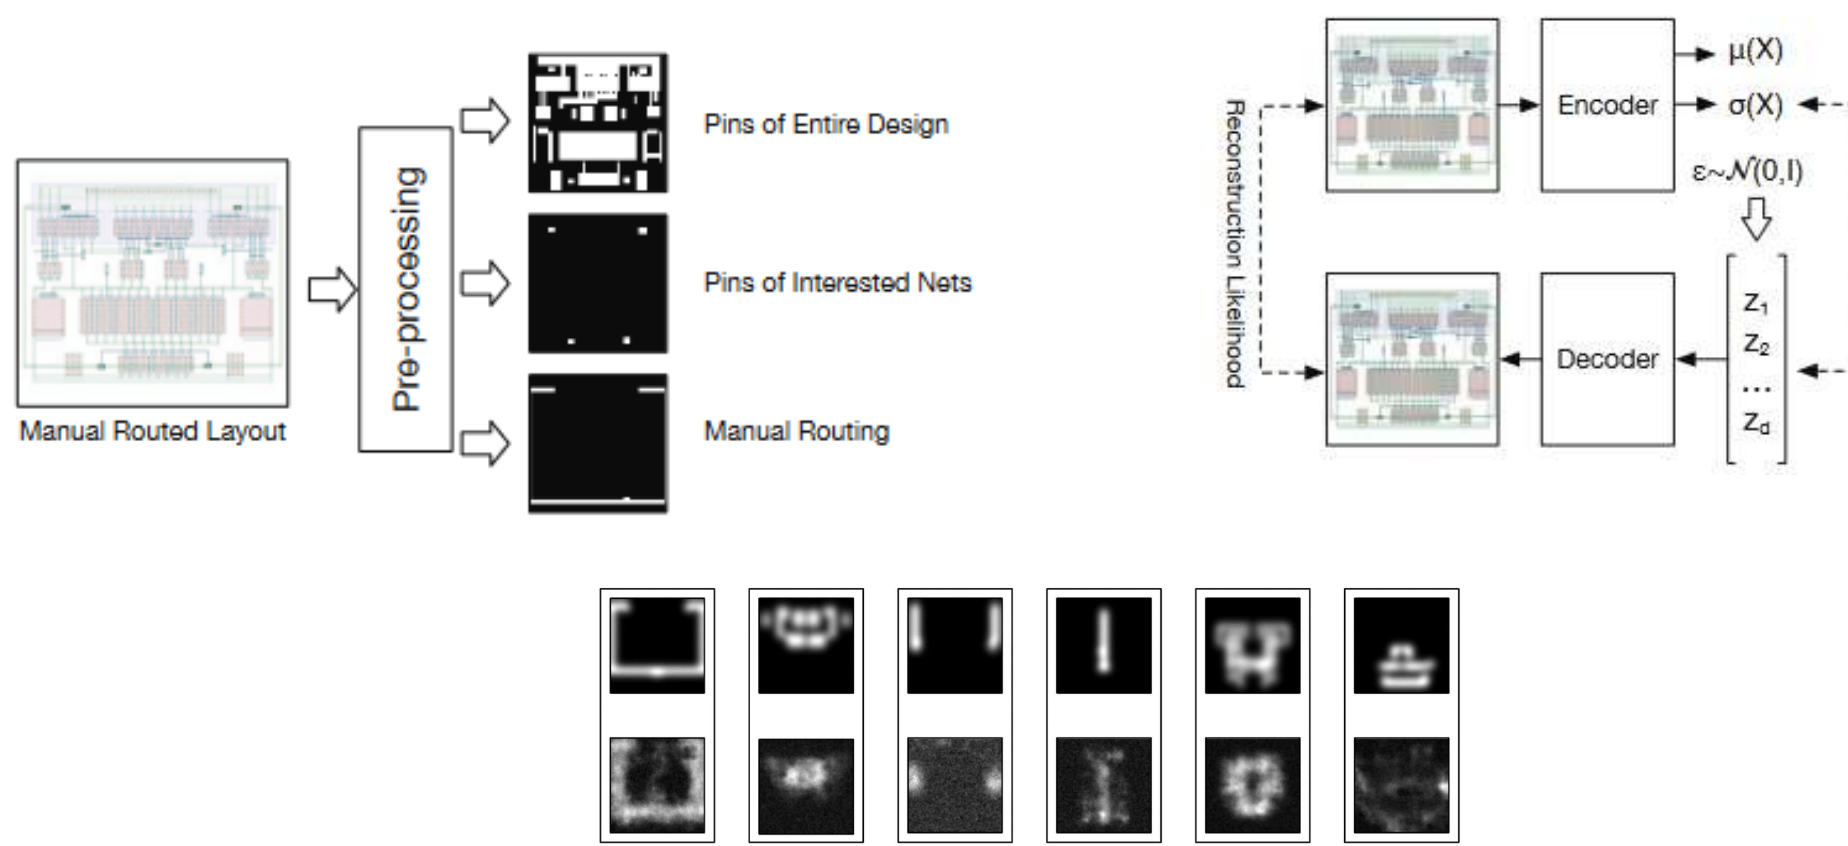 Manual Routed Layout
Pre-processing
Pins of Entire Design
Pins of Interested Nets
Manual Routing
Reconstruction Likelihood
Encoder
μ(X)
σ(X)
ε~𝒩(0,I)
Z₁
Z₂
...
Z_d
Decoder